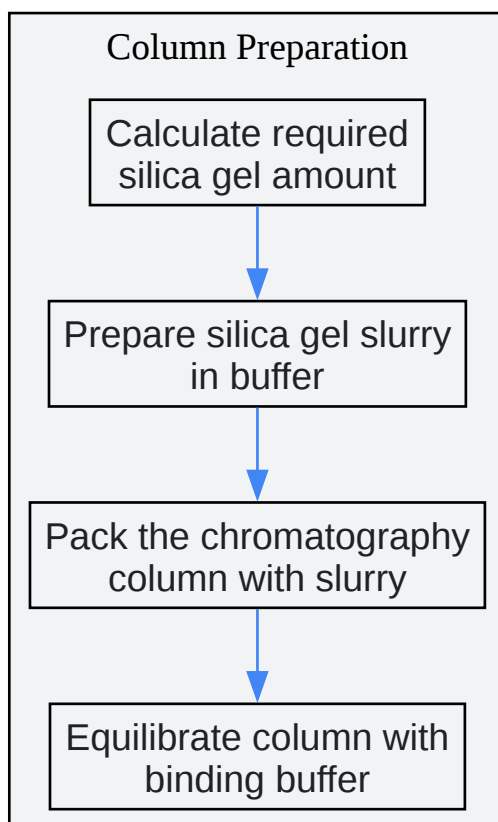 Column Preparation
Calculate required
silica gel amount
Prepare silica gel slurry
in buffer
Pack the chromatography
column with slurry
Equilibrate column with
binding buffer